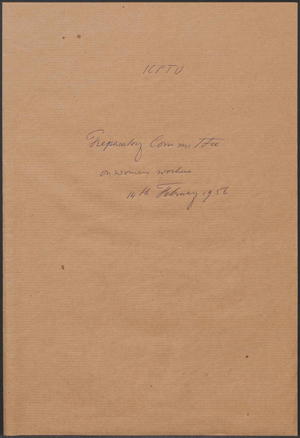 ICFTU
Preparatory Committee
on women workers
14th February 1956